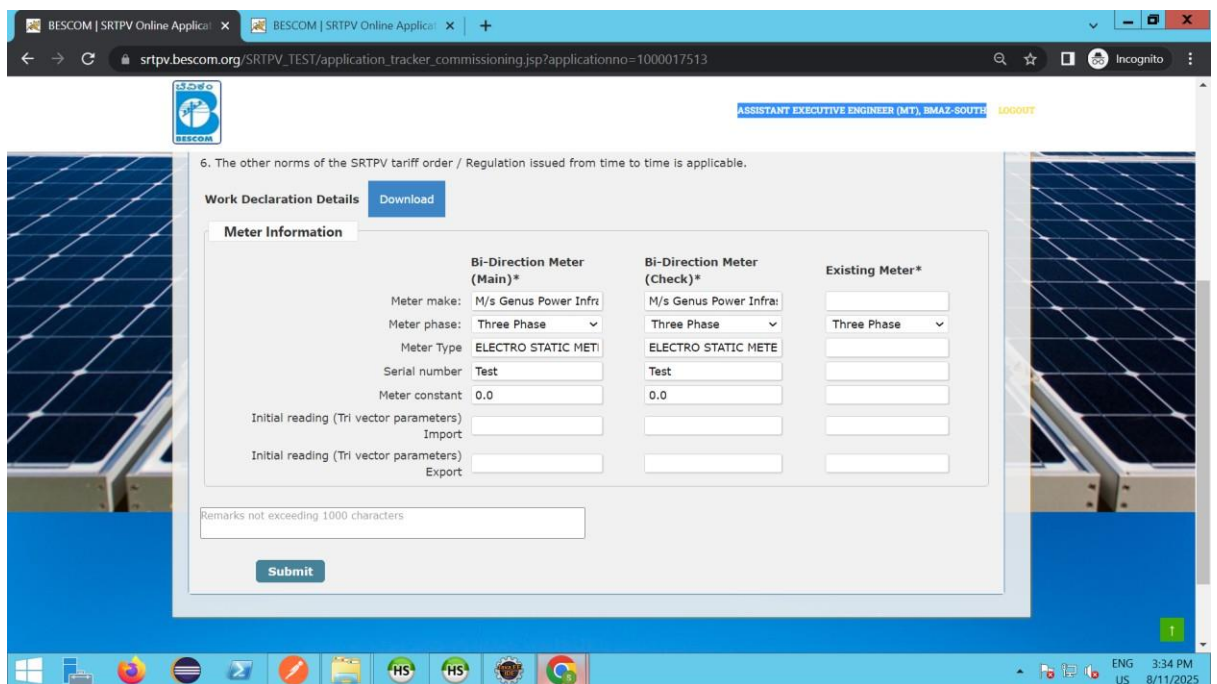 BESCOM | SRTPV Online Applicat
BESCOM | SRTPV Online Applicat
srtpv.bescom.org/SRTPV_TEST/application_tracker_commissioning.jsp?applicationno=1000017513
Incognito
ಬೆವಿಕಂ
BESCOM
ASSISTANT EXECUTIVE ENGINEER (MT), BMAZ-SOUTH LOGOUT
6. The other norms of the SRTPV tariff order / Regulation issued from time to time is applicable.
Work Declaration Details Download
Meter Information
Bi-Direction Meter (Main)* Bi-Direction Meter (Check)* Existing Meter*
Meter make: M/s Genus Power Infra M/s Genus Power Infra:
Meter phase: Three Phase Three Phase Three Phase
Meter Type ELECTRO STATIC METI ELECTRO STATIC METE
Serial number Test Test
Meter constant 0.0 0.0
Initial reading (Tri vector parameters)
Import
Initial reading (Tri vector parameters)
Export
Remarks not exceeding 1000 characters
Submit
HS HS
ENG 3:34 PM
US 8/11/2025